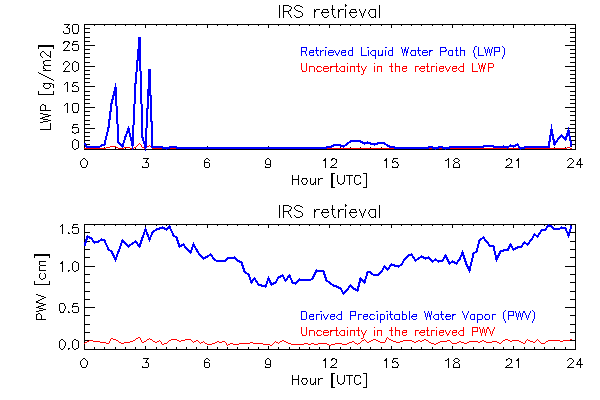 IRS retrieval
30
25
20
15
10
5
0
LWP [g/m2]
Retrieved Liquid Water Path (LWP)
Uncertainty in the retrieved LWP
0 3 6 9 12 15 18 21 24
Hour [UTC]
IRS retrieval
1.5
1.0
0.5
0.0
PWV [cm]
Derived Precipitable Water Vapor (PWV)
Uncertainty in the retrieved PWV
0 3 6 9 12 15 18 21 24
Hour [UTC]